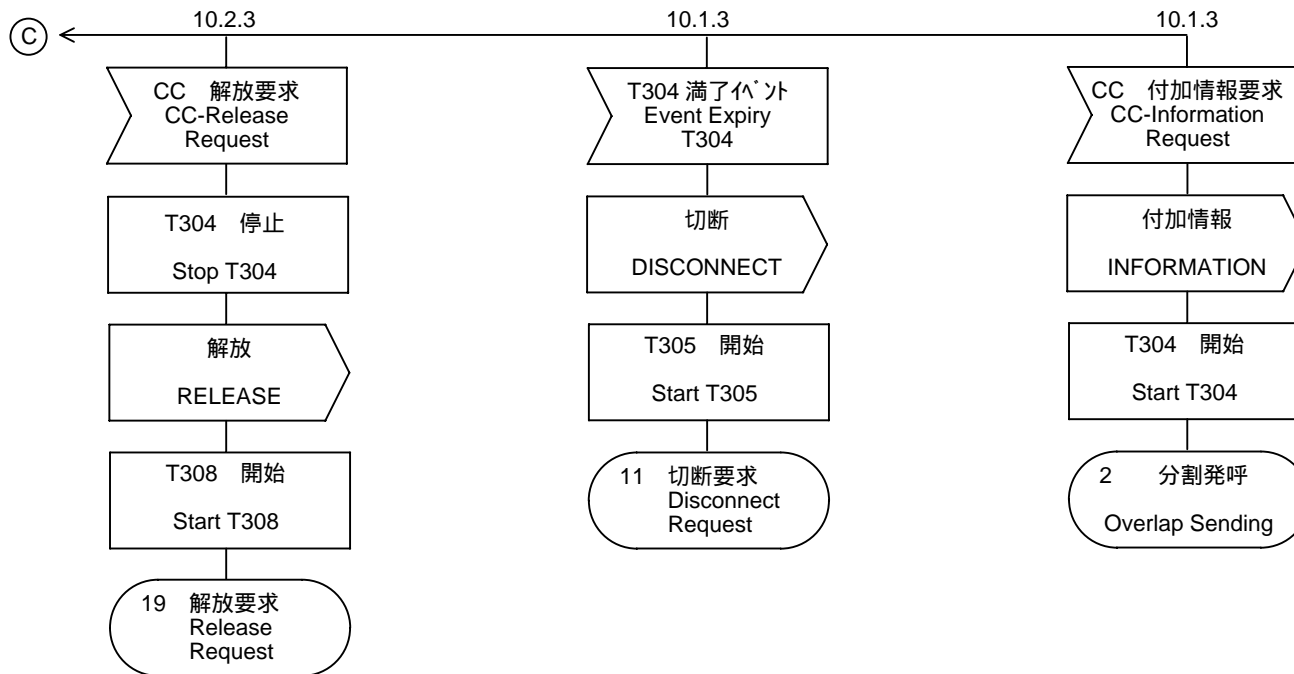 10.2.3
10.1.3
10.1.3
C
CC 解放要求
CC-Release
Request
T304 停止
Stop T304
解放
RELEASE
T308 開始
Start T308
19 解放要求
Release
Request
T304 満了ｲﾍﾞﾝﾄ
Event Expiry
T304
切断
DISCONNECT
T305 開始
Start T305
11 切断要求
Disconnect
Request
CC 付加情報要求
CC-Information
Request
付加情報
INFORMATION
T304 開始
Start T304
2 分割発呼
Overlap Sending